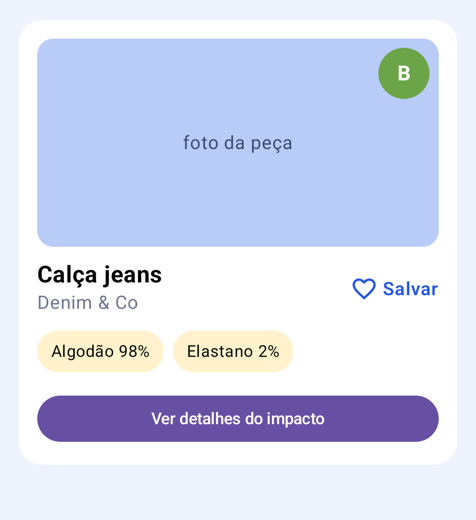 B
foto da peça
Calça jeans
Denim & Co
Salvar
Algodão 98%
Elastano 2%
Ver detalhes do impacto